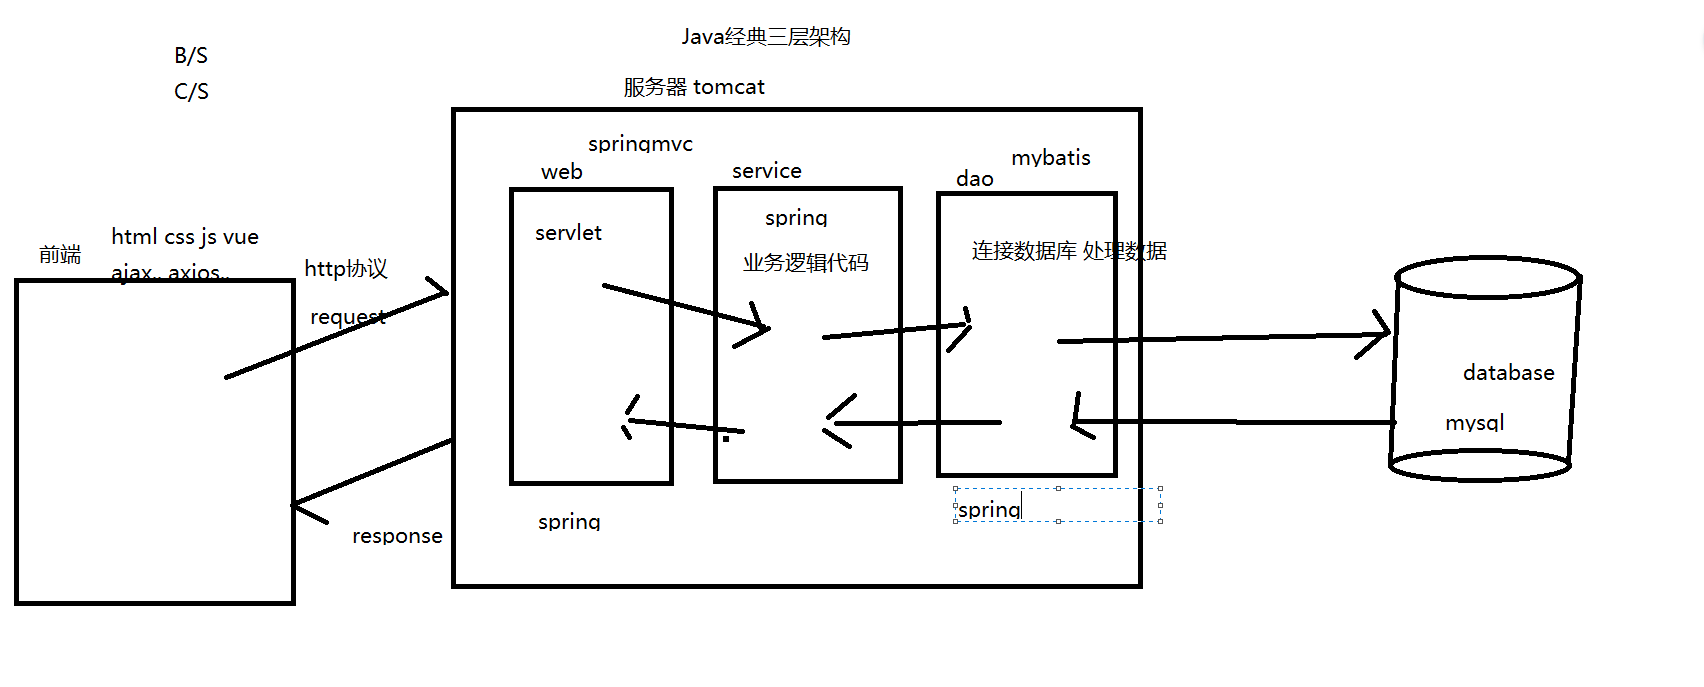 Java经典三层架构
B/S
C/S
服务器 tomcat
springmvc
web
service
mybatis
dao
spring
servlet
业务逻辑代码
连接数据库 处理数据
前端
html css js vue
ajax.. axios..
http协议
request
response
spring
spring
database
mysql